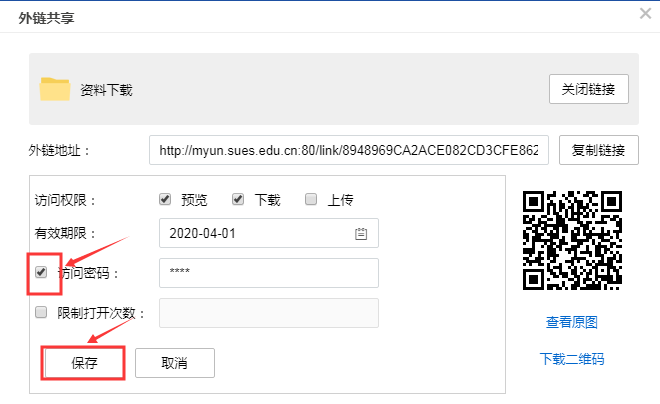 外链共享
资料下载
关闭链接
外链地址：
http://myun.sues.edu.cn:80/link/8948969CA2ACE082CD3CFE862
复制链接
访问权限：
预览
下载
上传
有效期限：
2020-04-01
访问密码：
****
限制打开次数：
保存
取消
查看原图
下载二维码